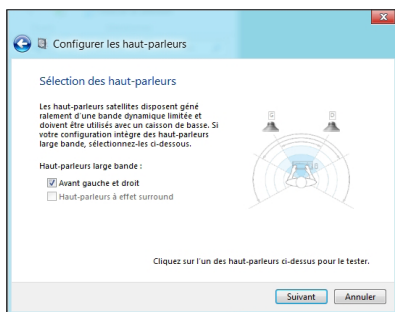 Configurer les haut-parleurs
Sélection des haut-parleurs
Les haut-parleurs satellites disposent géné
ralement d'une bande dynamique limitée et
doivent être utilisés avec un caisson de basse. Si
votre configuration intègre des haut-parleurs
large bande, sélectionnez-les ci-dessous.
Haut-parleurs large bande :
Avant gauche et droit
Haut-parleurs à effet surround
Cliquez sur l'un des haut-parleurs ci-dessus pour le tester.
Suivant
Annuler